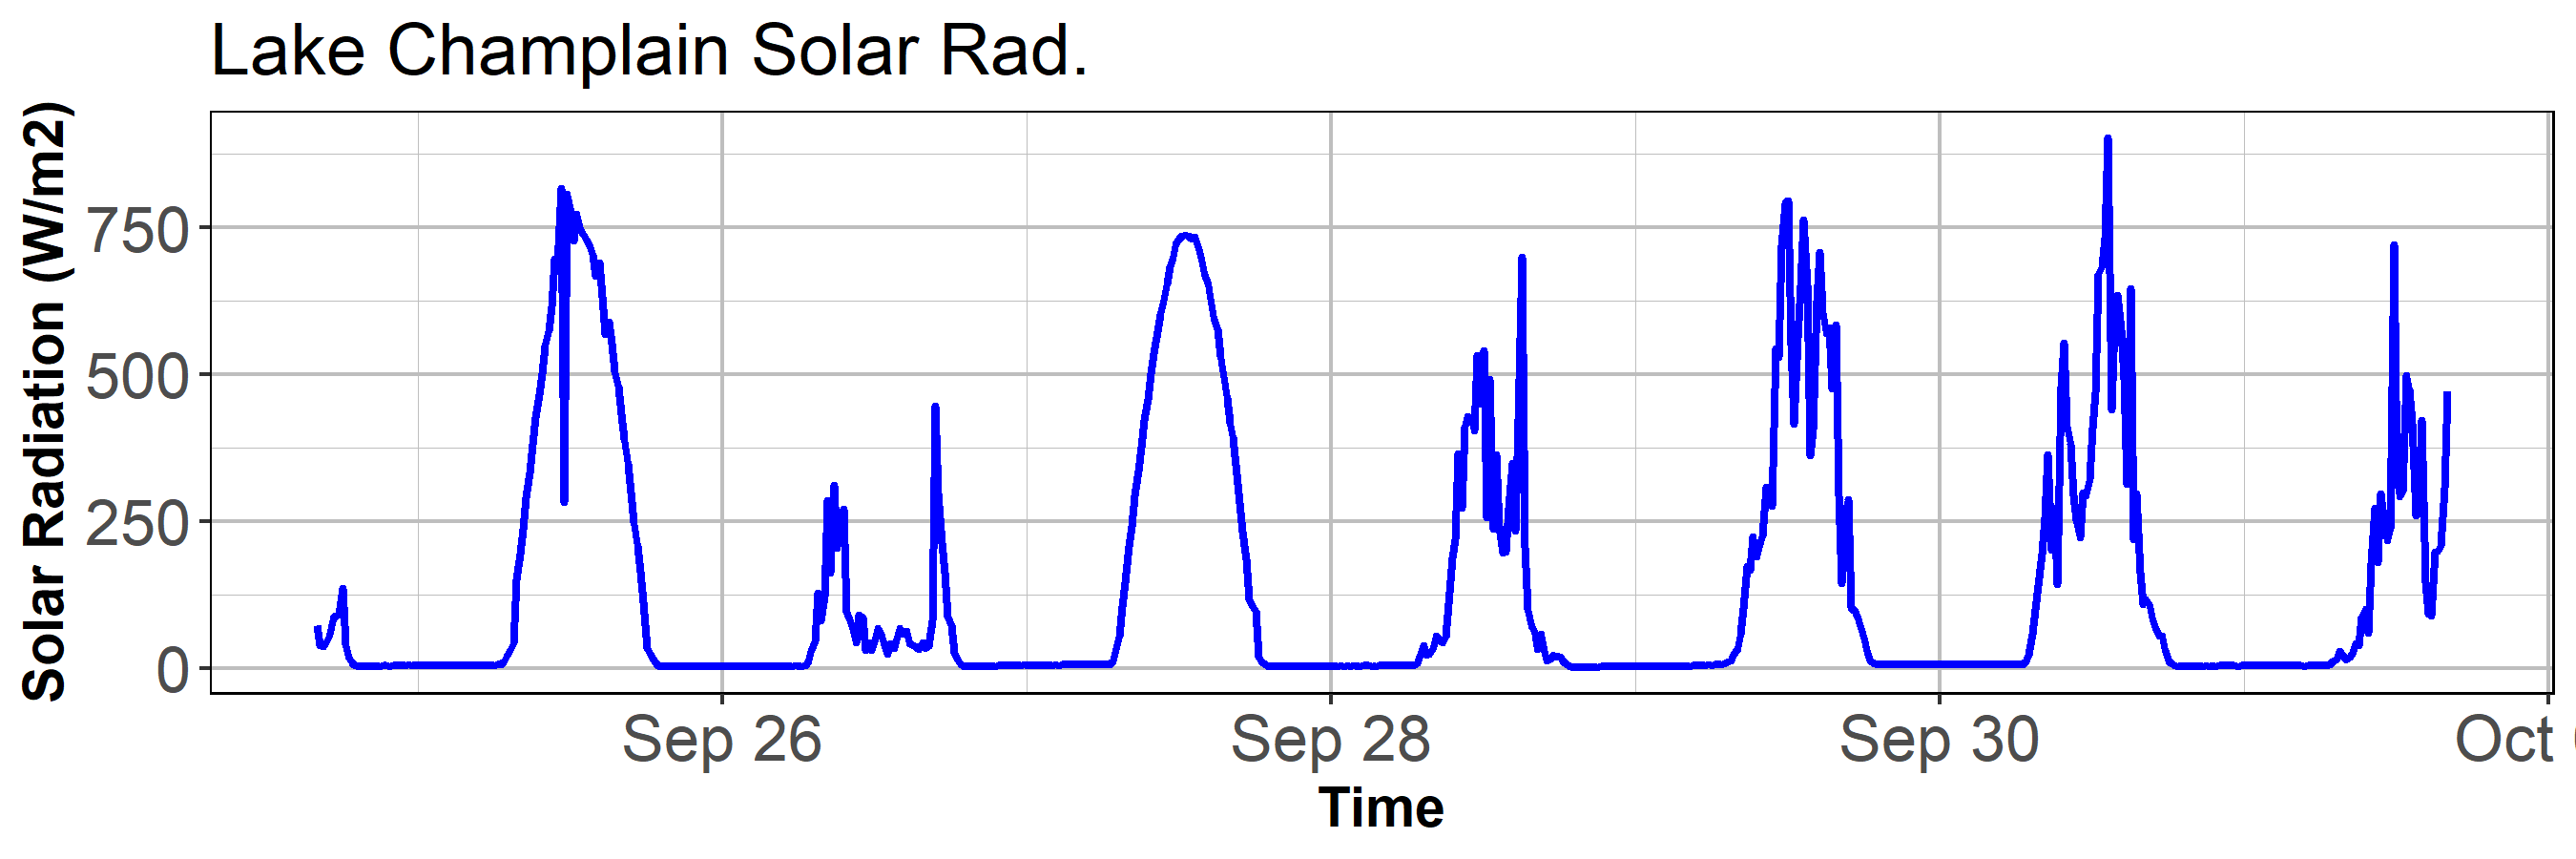 Lake Champlain Solar Rad.
Solar Radiation (W/m2)
750
500
250
0
Sep 26 Sep 28 Sep 30 Oct
Time